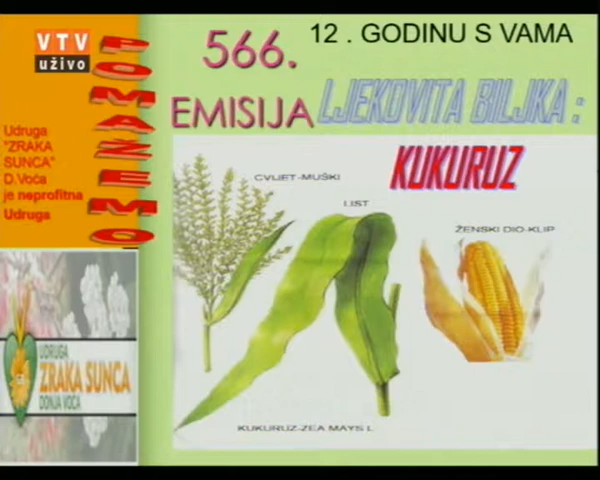 VTV
uživo
POMAŽEMO
Udruga
"ZRAKA
SUNCA"
D.Voća
je neprofitna
Udruga
UDRUGA
ZRAKA SUNCA
DONJA VOĆA
566.
EMISIJA
12 . GODINU S VAMA
LJEKOVITA BILJKA :
KUKURUZ
CVIJET-MUŠKI
LIST
ŽENSKI DIO-KLIP
KUKURUZ-ZEA MAYS L